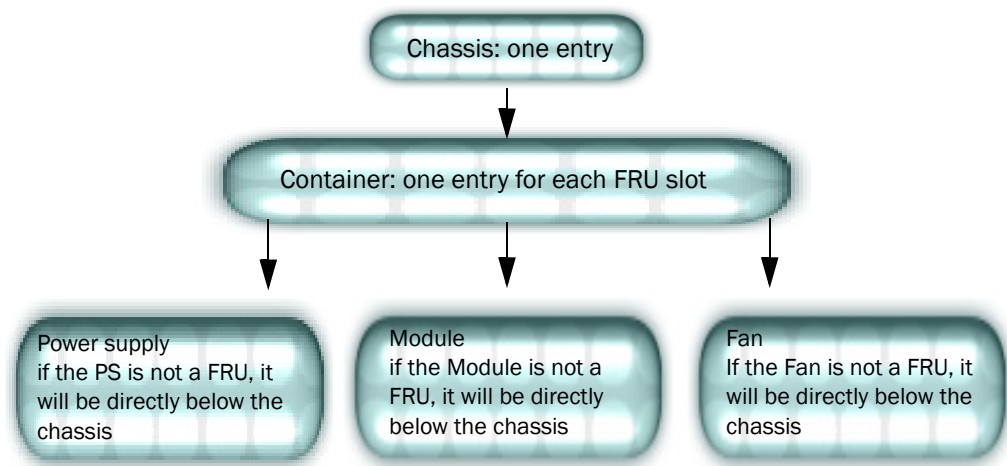 Chassis: one entry
Container: one entry for each FRU slot
Power supply
if the PS is not a FRU, it
will be directly below the
chassis
Module
if the Module is not a
FRU, it will be directly
below the chassis
Fan
If the Fan is not a FRU, it
will be directly below the
chassis